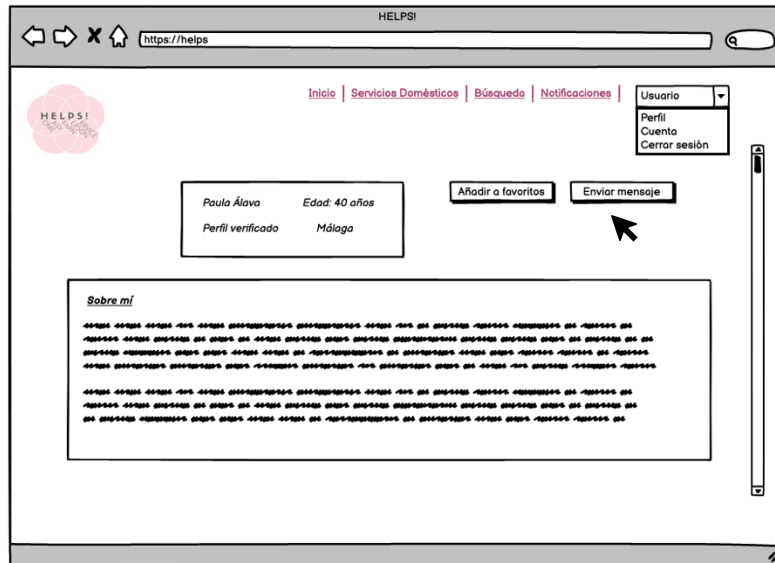 HELPS!
https://helps
HELPS!
Inicio | Servicios Domésticos | Búsqueda | Notificaciones |
Usuario
Perfil
Cuenta
Cerrar sesión
Paula Álava Edad: 40 años
Perfil verificado Málaga
Añadir a favoritos
Enviar mensaje
Sobre mí